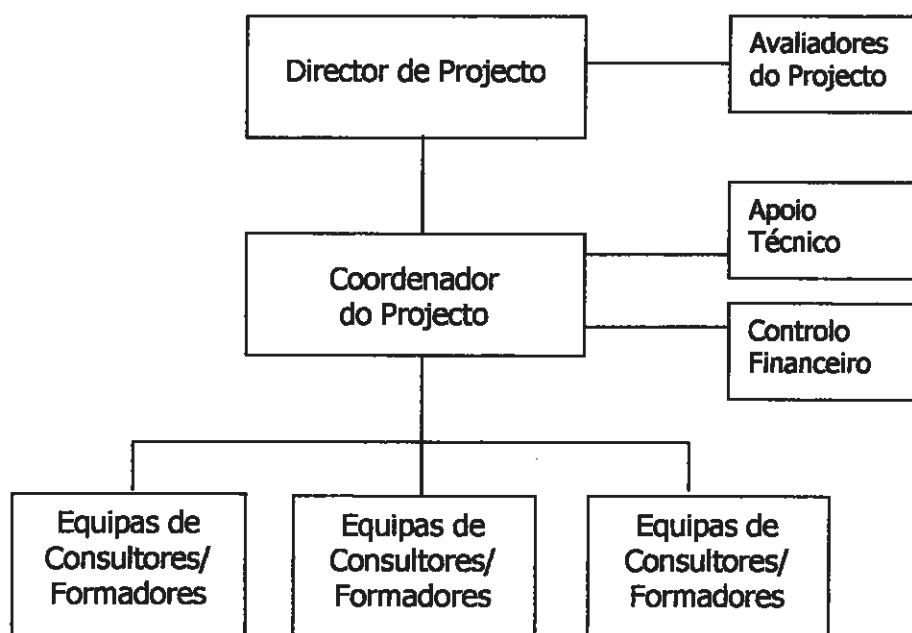 Director de Projecto
Avaliadores
do Projecto
Apoio
Técnico
Coordenador
do Projecto
Controlo
Financeiro
Equipas de
Consultores/
Formadores
Equipas de
Consultores/
Formadores
Equipas de
Consultores/
Formadores